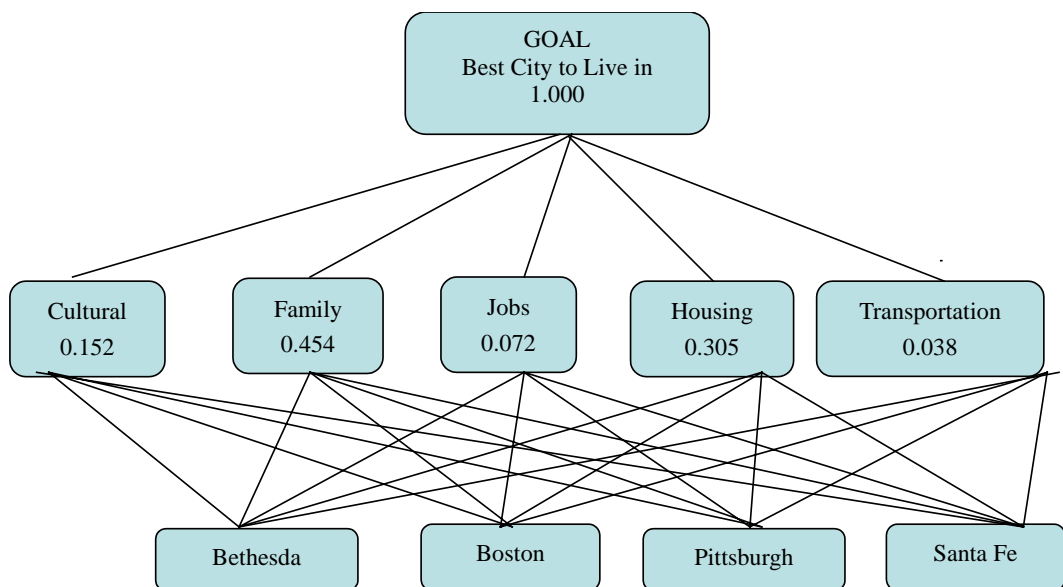 GOAL
Best City to Live in
1.000
Cultural
0.152
Family
0.454
Jobs
0.072
Housing
0.305
Transportation
0.038
Bethesda
Boston
Pittsburgh
Santa Fe